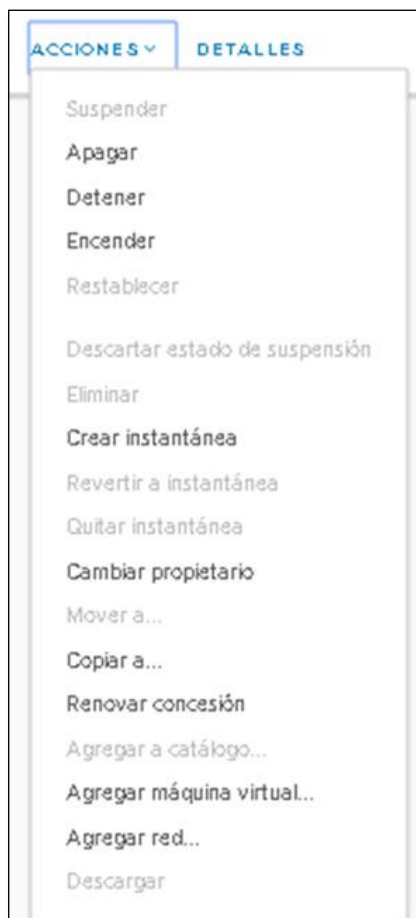 ACCIONES DETALLES
Suspender
Apagar
Detener
Encender
Restablecer
Descartar estado de suspensión
Eliminar
Crear instantánea
Revertir a instantánea
Quitar instantánea
Cambiar propietario
Mover a...
Copiar a...
Renovar concesión
Agregar a catálogo...
Agregar máquina virtual...
Agregar red...
Descargar